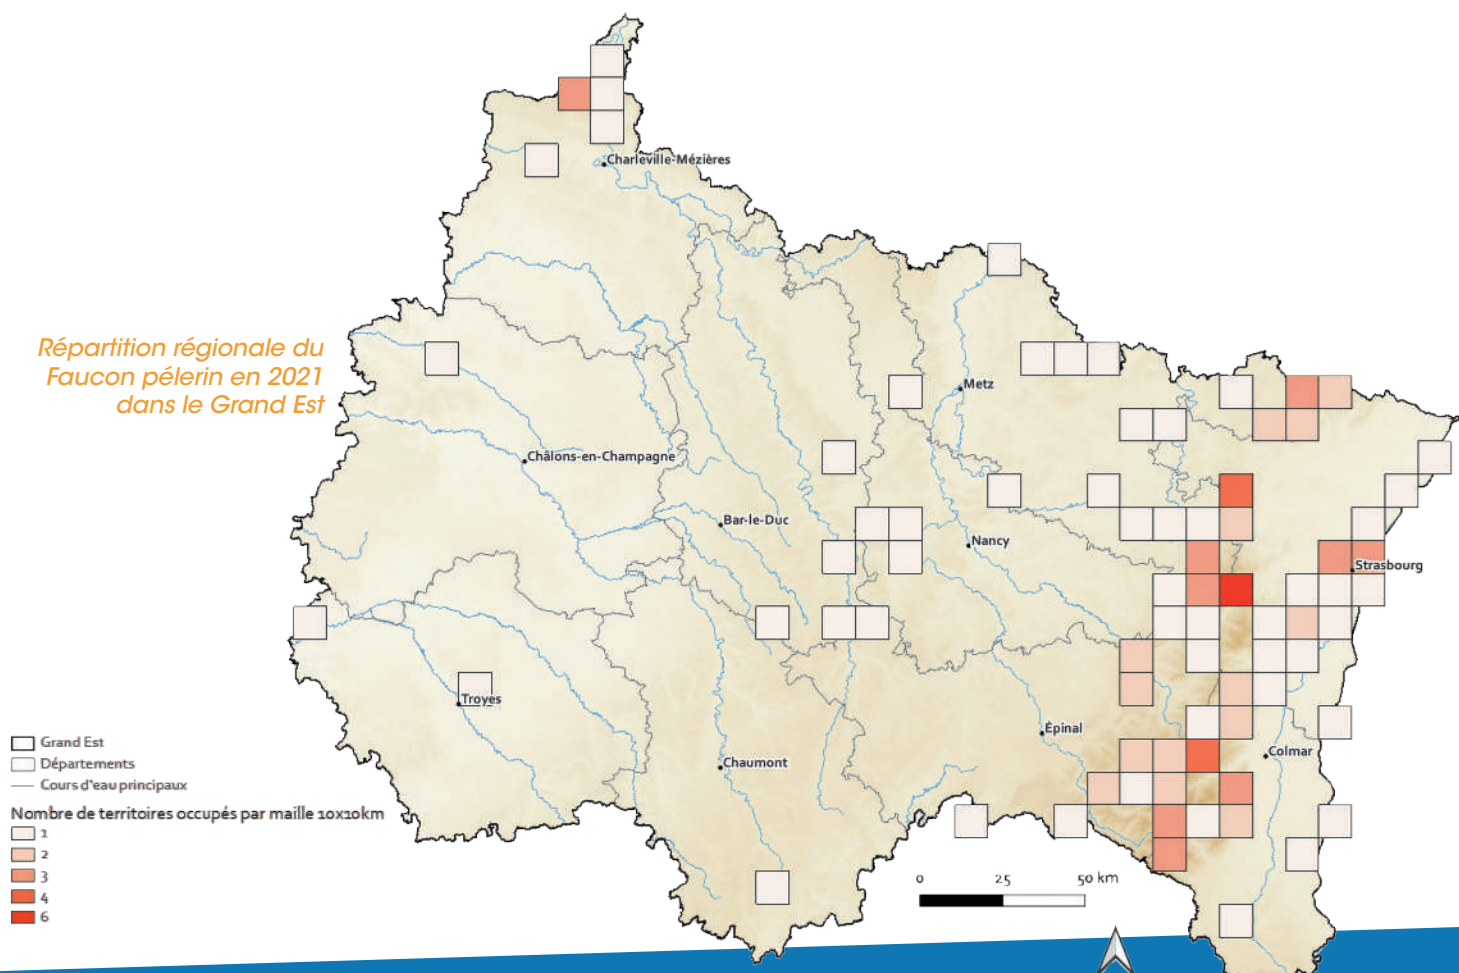 Charleville-Mézières
Répartition régionale du
Faucon pélerin en 2021
dans le Grand Est
Metz
Châlons-en-Champagne
Bar-le-Duc
Nancy
Strasbourg
Troyes
Épinal
Colmar
Chaumont
Grand Est
Départements
Cours d'eau principaux
Nombre de territoires occupés par maille 10x10km
1
2
3
4
6
0 25 50 km